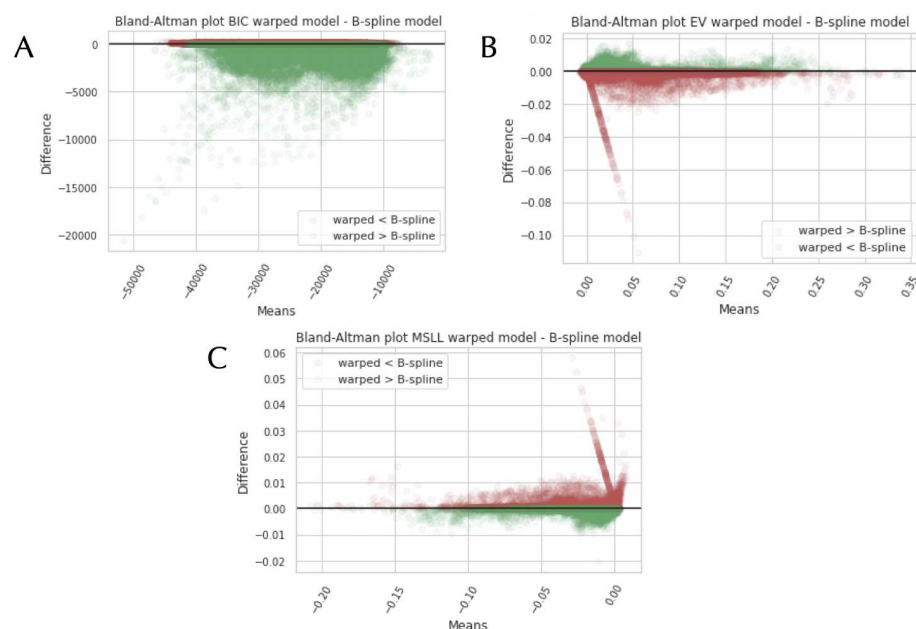 A
Bland-Altman plot BIC warped model - B-spline model
0
−5000
−10000
−15000
−20000
Difference
warped < B-spline
warped > B-spline
−50000
−40000
−30000
−20000
−10000
Means
B
Bland-Altman plot EV warped model - B-spline model
0.02
0.00
−0.02
−0.04
−0.06
−0.08
−0.10
Difference
warped > B-spline
warped < B-spline
0.00
0.05
0.10
0.15
0.20
0.25
0.30
0.35
Means
C
Bland-Altman plot MSLL warped model - B-spline model
0.06
0.05
0.04
0.03
0.02
0.01
0.00
−0.01
−0.02
Difference
warped < B-spline
warped > B-spline
−0.20
−0.15
−0.10
−0.05
0.00
Means